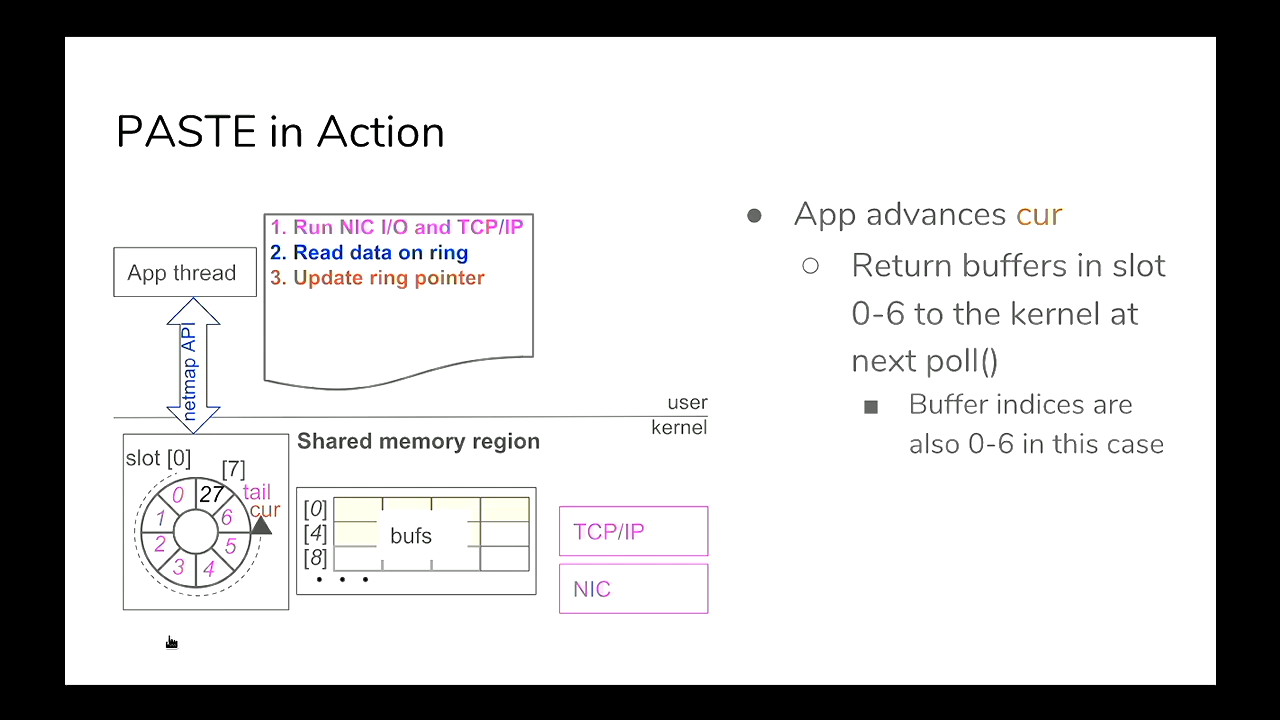 PASTE in Action
1. Run NIC I/O and TCP/IP
2. Read data on ring
3. Update ring pointer
App thread
netmap API
user
kernel
Shared memory region
slot [0]
[7]
tail
cur
0
27
1
6
2
5
3
4
[0]
[4]
[8]
bufs
• • •
TCP/IP
NIC
● App advances cur
○ Return buffers in slot
0-6 to the kernel at
next poll()
■ Buffer indices are
also 0-6 in this case